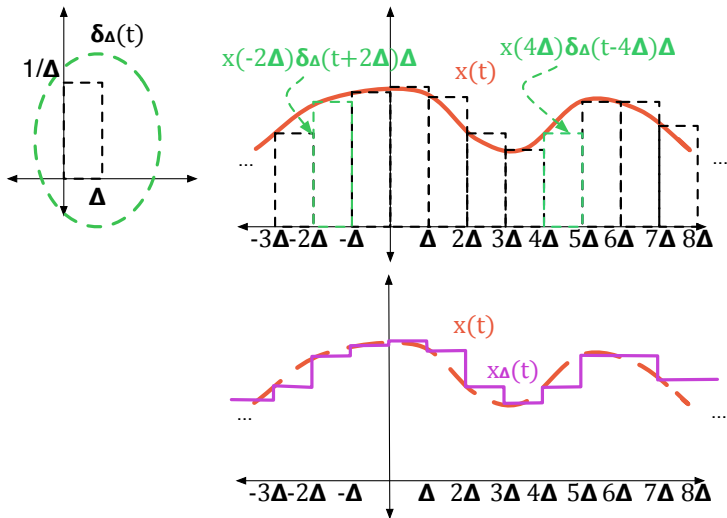 δΔ(t)
1/Δ
Δ
x(-2Δ)δΔ(t+2Δ)Δ
x(t)
x(4Δ)δΔ(t-4Δ)Δ
...
...
-3Δ -2Δ -Δ Δ 2Δ 3Δ 4Δ 5Δ 6Δ 7Δ 8Δ
x(t)
xΔ(t)
...
...
-3Δ -2Δ -Δ Δ 2Δ 3Δ 4Δ 5Δ 6Δ 7Δ 8Δ